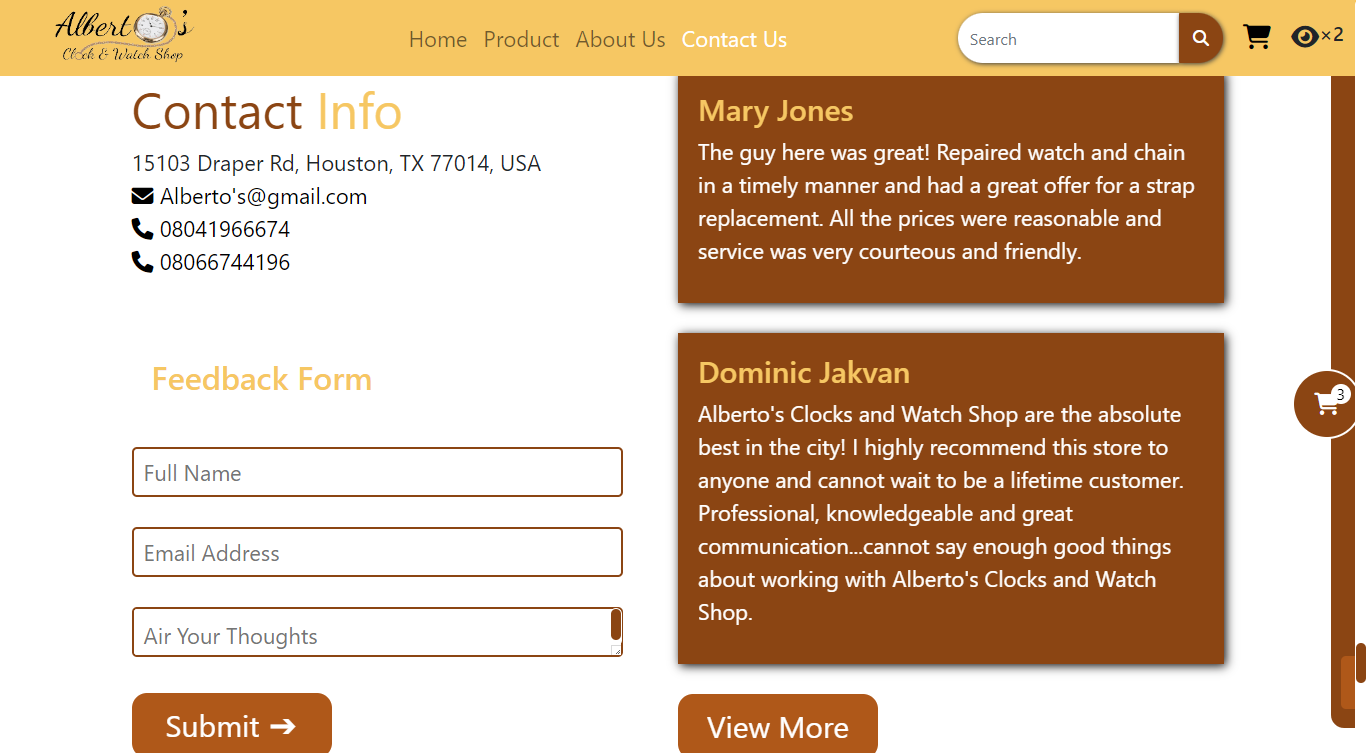 Albert 's
Clock & Watch Shop
Home Product About Us Contact Us
Search
×2
Contact Info
15103 Draper Rd, Houston, TX 77014, USA
Alberto's@gmail.com
08041966674
08066744196
Feedback Form
Full Name
Email Address
Air Your Thoughts
Submit ➔
Mary Jones
The guy here was great! Repaired watch and chain
in a timely manner and had a great offer for a strap
replacement. All the prices were reasonable and
service was very courteous and friendly.
Dominic Jakvan
Alberto's Clocks and Watch Shop are the absolute
best in the city! I highly recommend this store to
anyone and cannot wait to be a lifetime customer.
Professional, knowledgeable and great
communication...cannot say enough good things
about working with Alberto's Clocks and Watch
Shop.
View More
3